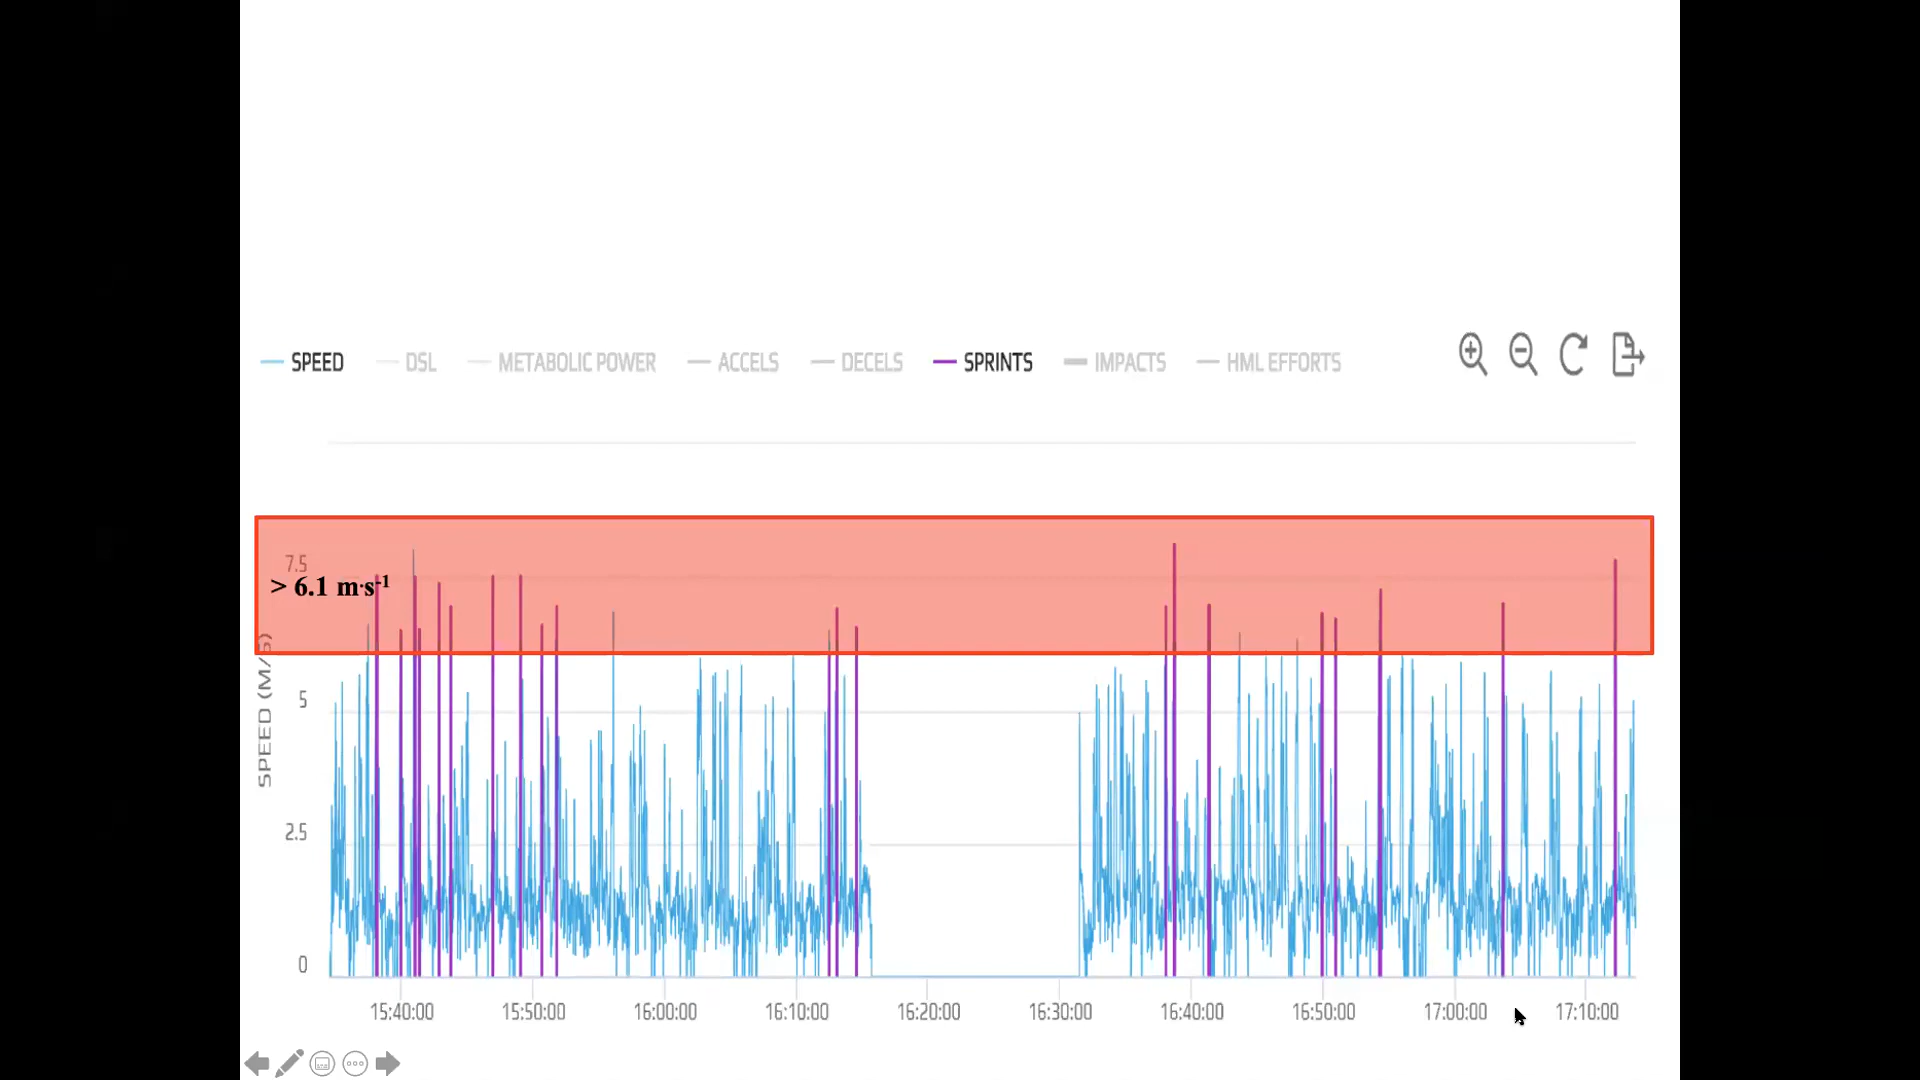 SPEED DSL METABOLIC POWER ACCELS DECELS SPRINTS IMPACTS HML EFFORTS
7.5
> 6.1 m·s-1
SPEED (M/S)
5
2.5
0
15:40:00 15:50:00 16:00:00 16:10:00 16:20:00 16:30:00 16:40:00 16:50:00 17:00:00 17:10:00